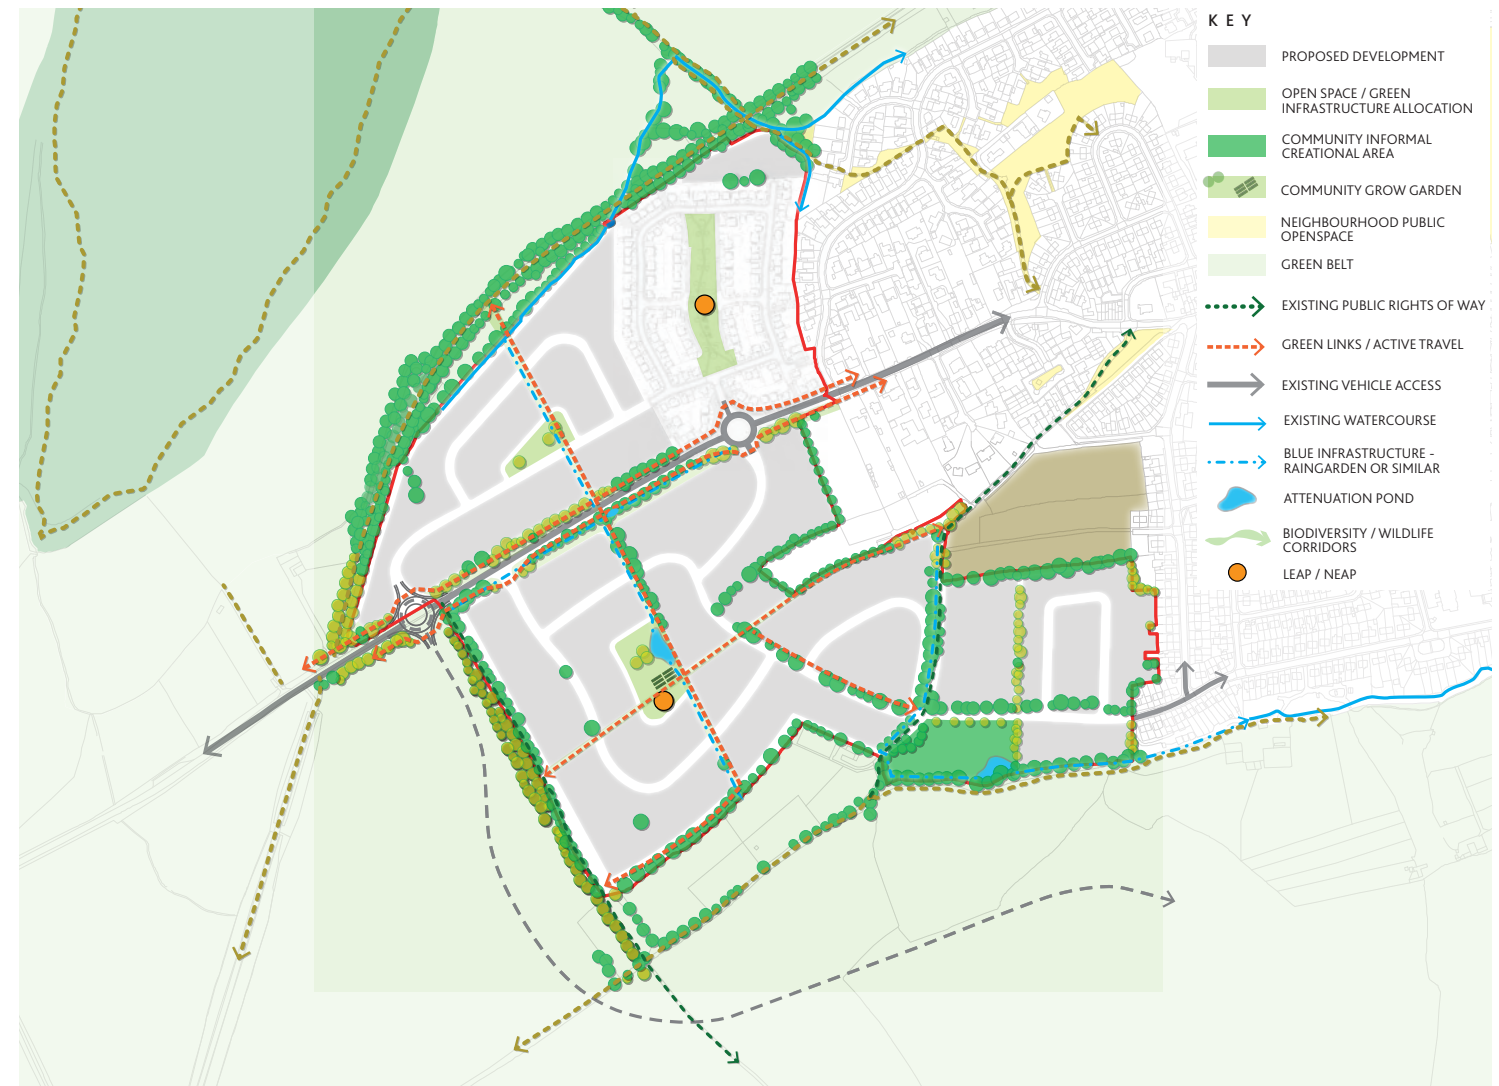 KEY
PROPOSED DEVELOPMENT
OPEN SPACE / GREEN
INFRASTRUCTURE ALLOCATION
COMMUNITY INFORMAL
CREATIONAL AREA
COMMUNITY GROW GARDEN
NEIGHBOURHOOD PUBLIC
OPENSPACE
GREEN BELT
EXISTING PUBLIC RIGHTS OF WAY
GREEN LINKS / ACTIVE TRAVEL
EXISTING VEHICLE ACCESS
EXISTING WATERCOURSE
BLUE INFRASTRUCTURE -
RAINGARDEN OR SIMILAR
ATTENUATION POND
BIODIVERSITY / WILDLIFE
CORRIDORS
LEAP / NEAP